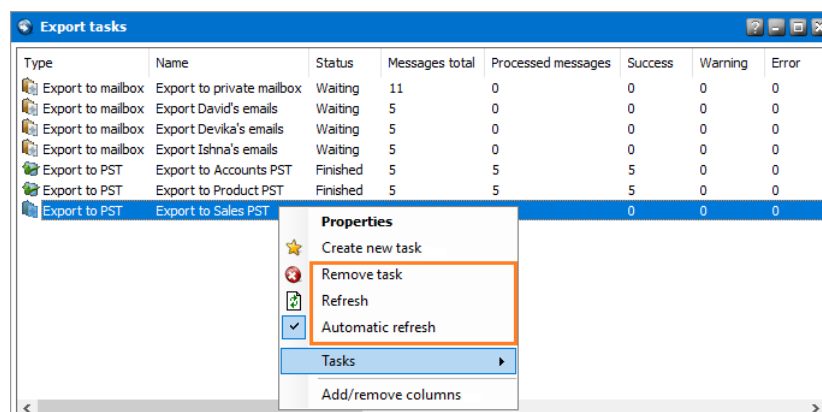 Export tasks
Type Name Status Messages total Processed messages Success Warning Error
Export to mailbox Export to private mailbox Waiting 11 0 0 0 0
Export to mailbox Export David's emails Waiting 5 0 0 0 0
Export to mailbox Export Devika's emails Waiting 5 0 0 0 0
Export to mailbox Export Ishna's emails Waiting 5 0 0 0 0
Export to PST Export to Accounts PST Finished 5 5 5 0 0
Export to PST Export to Product PST Finished 5 5 5 0 0
Export to PST Export to Sales PST 0 0 0
Properties
Create new task
Remove task
Refresh
Automatic refresh
Tasks
Add/remove columns